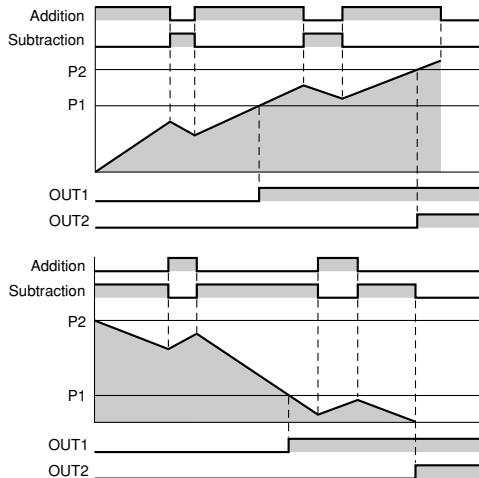 Addition
Subtraction
P2
P1
OUT1
OUT2
Addition
Subtraction
P2
P1
OUT1
OUT2